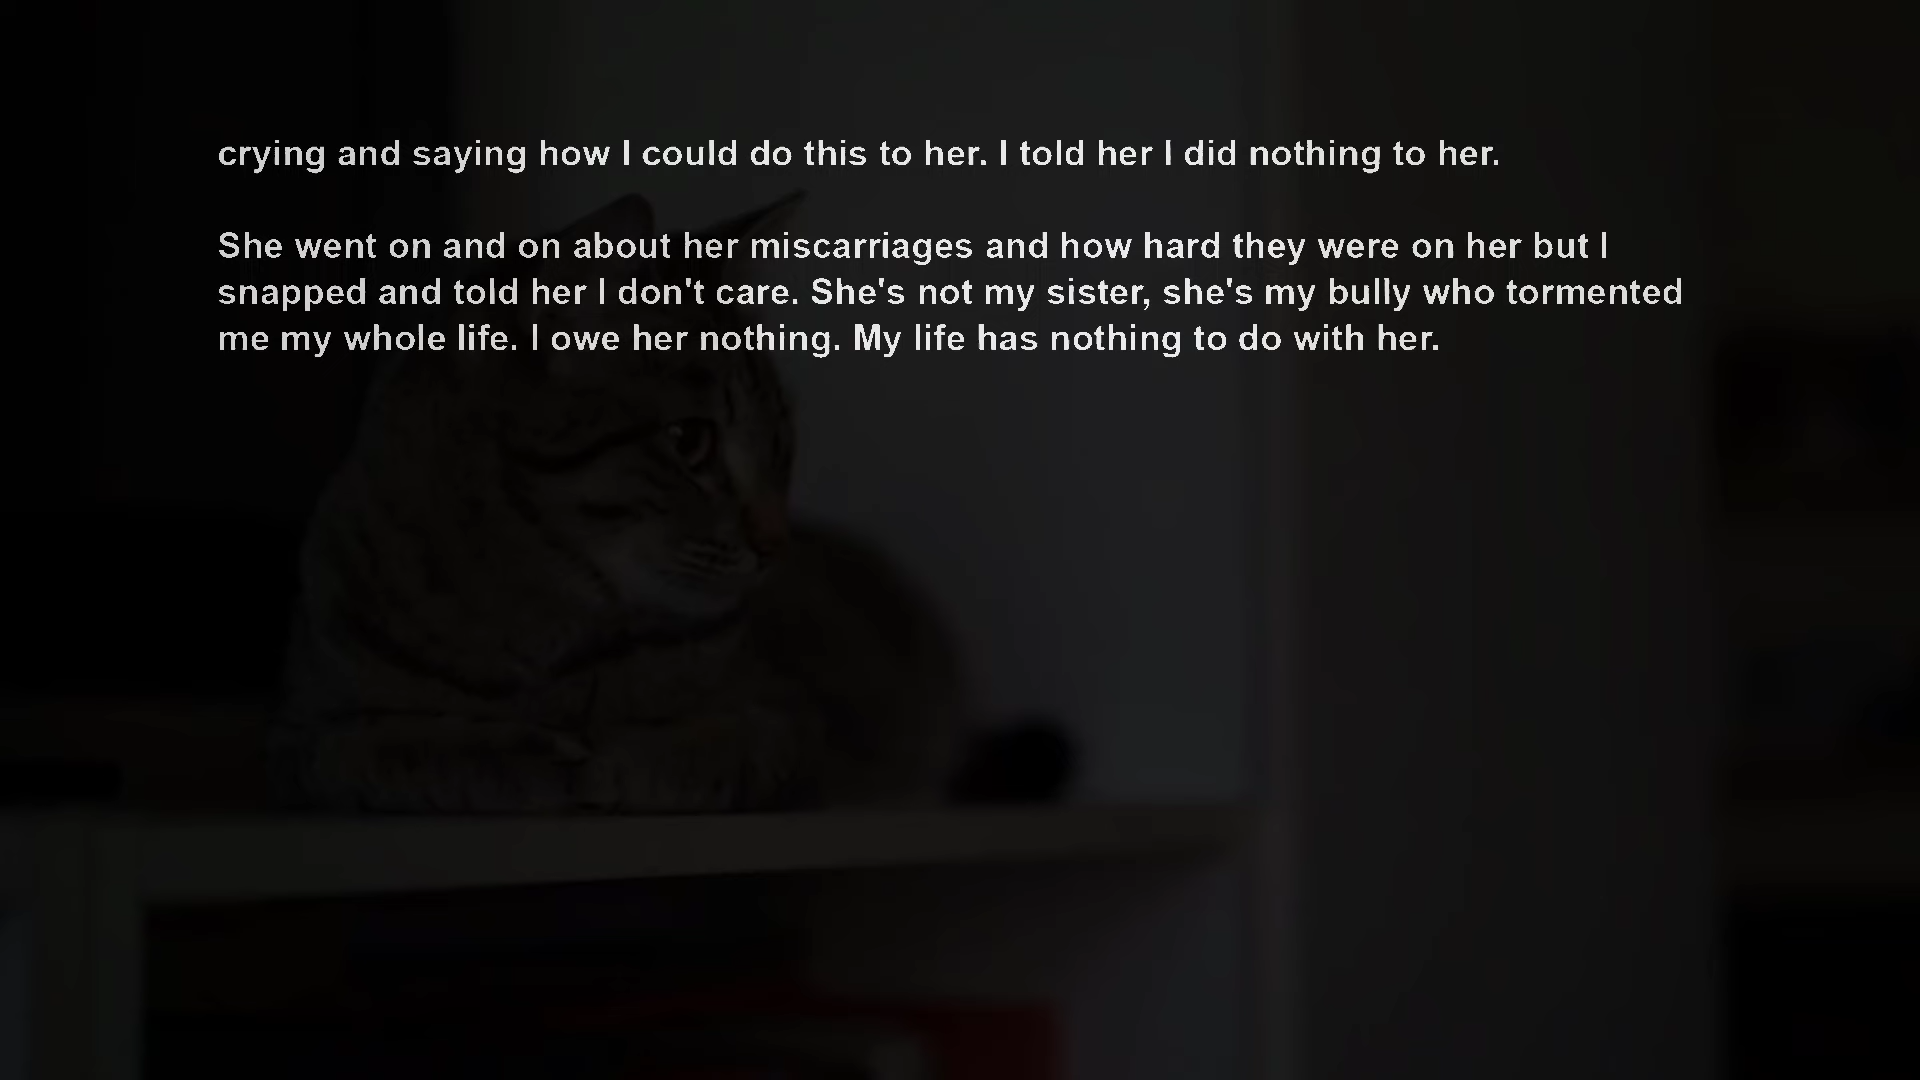 crying and saying how I could do this to her. I told her I did nothing to her.
She went on and on about her miscarriages and how hard they were on her but I
snapped and told her I don't care. She's not my sister, she's my bully who tormented
me my whole life. I owe her nothing. My life has nothing to do with her.